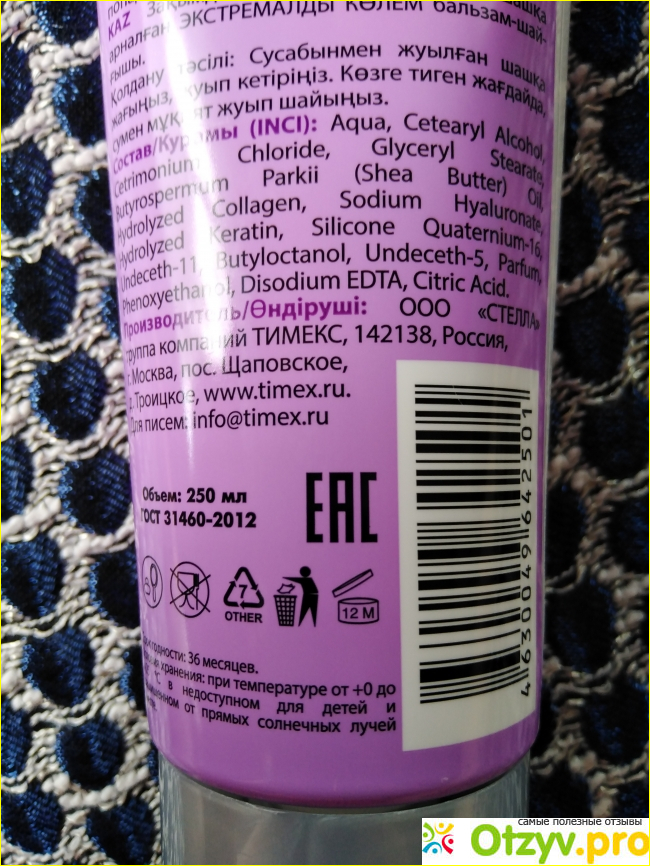 KAZ
арналған ЭКСТРЕМАЛДЫ КӨЛЕМ бальзам-шай-
ғышы.
Қолдану тәсілі: Сусабынмен жуылған шашқа
жағыңыз, жуып кетіріңіз. Көзге тиген жағдайда,
сумен мұқият жуып шайыңыз.
Состав/Құрамы (INCI): Aqua, Cetearyl Alcohol,
Cetrimonium Chloride, Glyceryl Stearate,
Butyrospermum Parkii (Shea Butter) Oil,
Hydrolyzed Collagen, Sodium Hyaluronate,
Hydrolyzed Keratin, Silicone Quaternium-16,
Undeceth-11, Butyloctanol, Undeceth-5, Parfum,
Phenoxyethanol, Disodium EDTA, Citric Acid.
Производитель/Өндіруші: ООО «СТЕЛЛА»
группа компаний ТИМЕКС, 142138, Россия,
г. Москва, пос. Щаповское,
д. Троицкое, www.timex.ru.
Для писем: info@timex.ru
Объем: 250 мл
ГОСТ 31460-2012
EAC
7
OTHER
12 M
4630049642501
годности: 36 месяцев.
хранения: при температуре от +0 до
°C в недоступном для детей и
от прямых солнечных лучей
самые полезные отзывы
Otzyv.pro